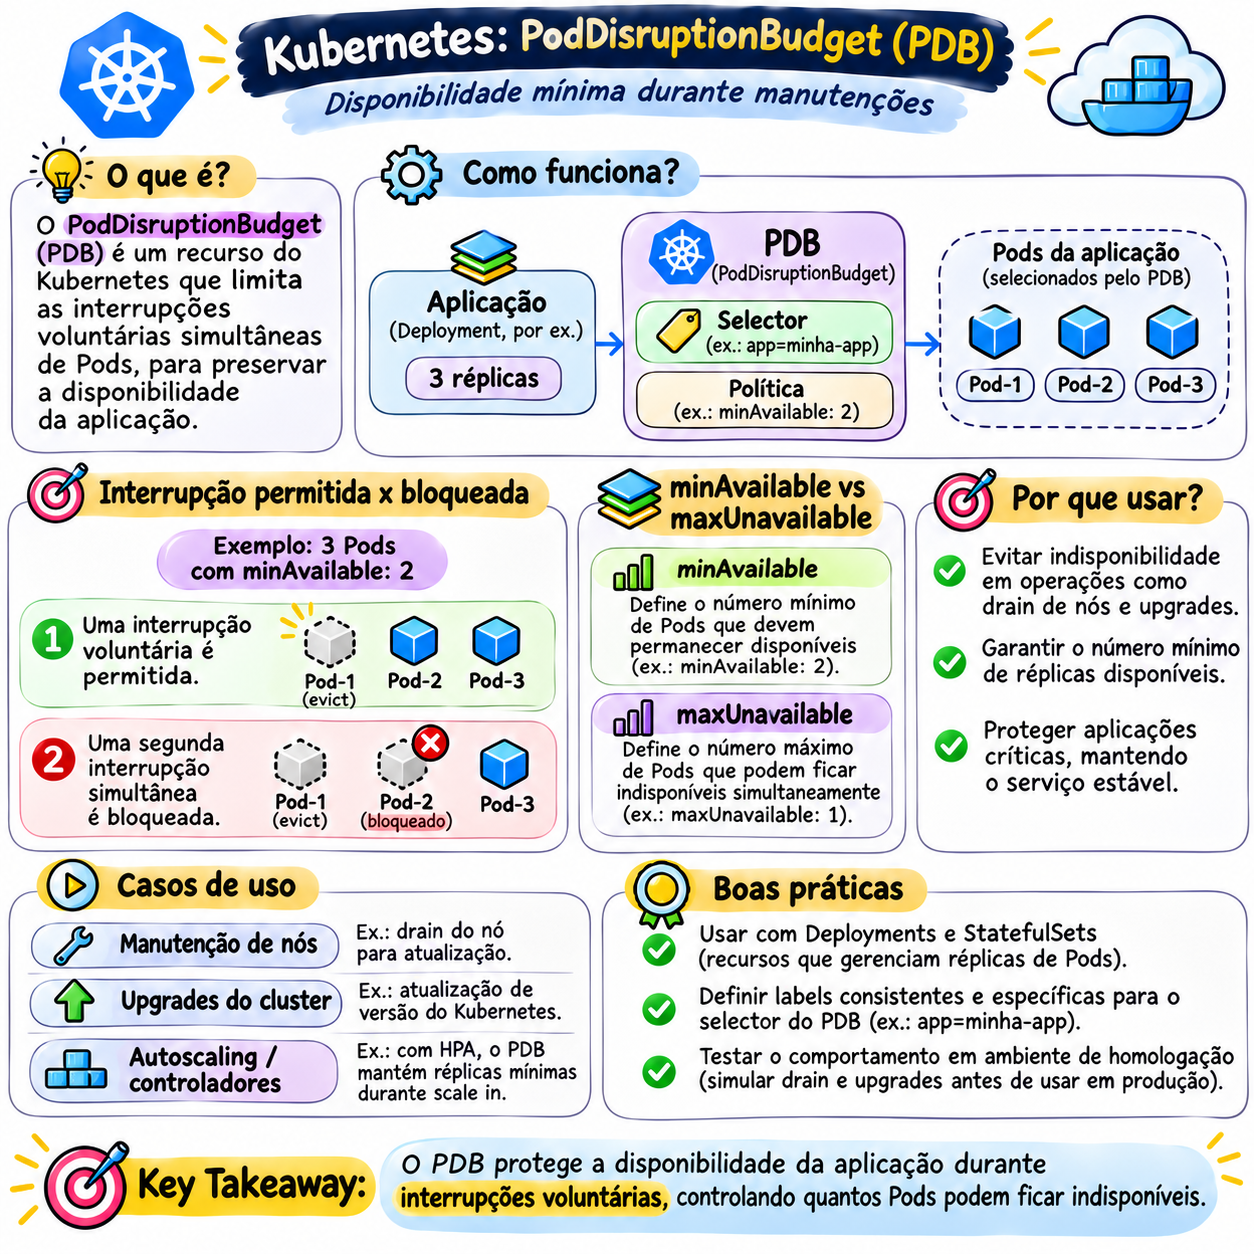 Kubernetes: PodDisruptionBudget (PDB)
Disponibilidade mínima durante manutenções
O que é?
O PodDisruptionBudget
(PDB) é um recurso do
Kubernetes que limita
as interrupções
voluntárias simultâneas
de Pods, para preservar
a disponibilidade
da aplicação.
Como funciona?
Aplicação
(Deployment, por ex.)
3 réplicas
PDB
(PodDisruptionBudget)
Selector
(ex.: app=minha-app)
Política
(ex.: minAvailable: 2)
Pods da aplicação
(selecionados pelo PDB)
Pod-1
Pod-2
Pod-3
Interrupção permitida x bloqueada
Exemplo: 3 Pods
com minAvailable: 2
1
Uma interrupção
voluntária é
permitida.
Pod-1
(evict)
Pod-2
Pod-3
2
Uma segunda
interrupção
simultânea
é bloqueada.
Pod-1
(evict)
Pod-2
(bloqueado)
Pod-3
minAvailable vs
maxUnavailable
minAvailable
Define o número mínimo
de Pods que devem
permanecer disponíveis
(ex.: minAvailable: 2).
maxUnavailable
Define o número máximo
de Pods que podem ficar
indisponíveis simultaneamente
(ex.: maxUnavailable: 1).
Por que usar?
Evitar indisponibilidade
em operações como
drain de nós e upgrades.
Garantir o número mínimo
de réplicas disponíveis.
Proteger aplicações
críticas, mantendo
o serviço estável.
Casos de uso
Manutenção de nós
Ex.: drain do nó
para atualização.
Upgrades do cluster
Ex.: atualização de
versão do Kubernetes.
Autoscaling /
controladores
Ex.: com HPA, o PDB
mantém réplicas mínimas
durante scale in.
Boas práticas
Usar com Deployments e StatefulSets
(recursos que gerenciam réplicas de Pods).
Definir labels consistentes e específicas para o
selector do PDB (ex.: app=minha-app).
Testar o comportamento em ambiente de homologação
(simular drain e upgrades antes de usar em produção).
Key Takeaway:
O PDB protege a disponibilidade da aplicação durante
interrupções voluntárias, controlando quantos Pods podem ficar indisponíveis.